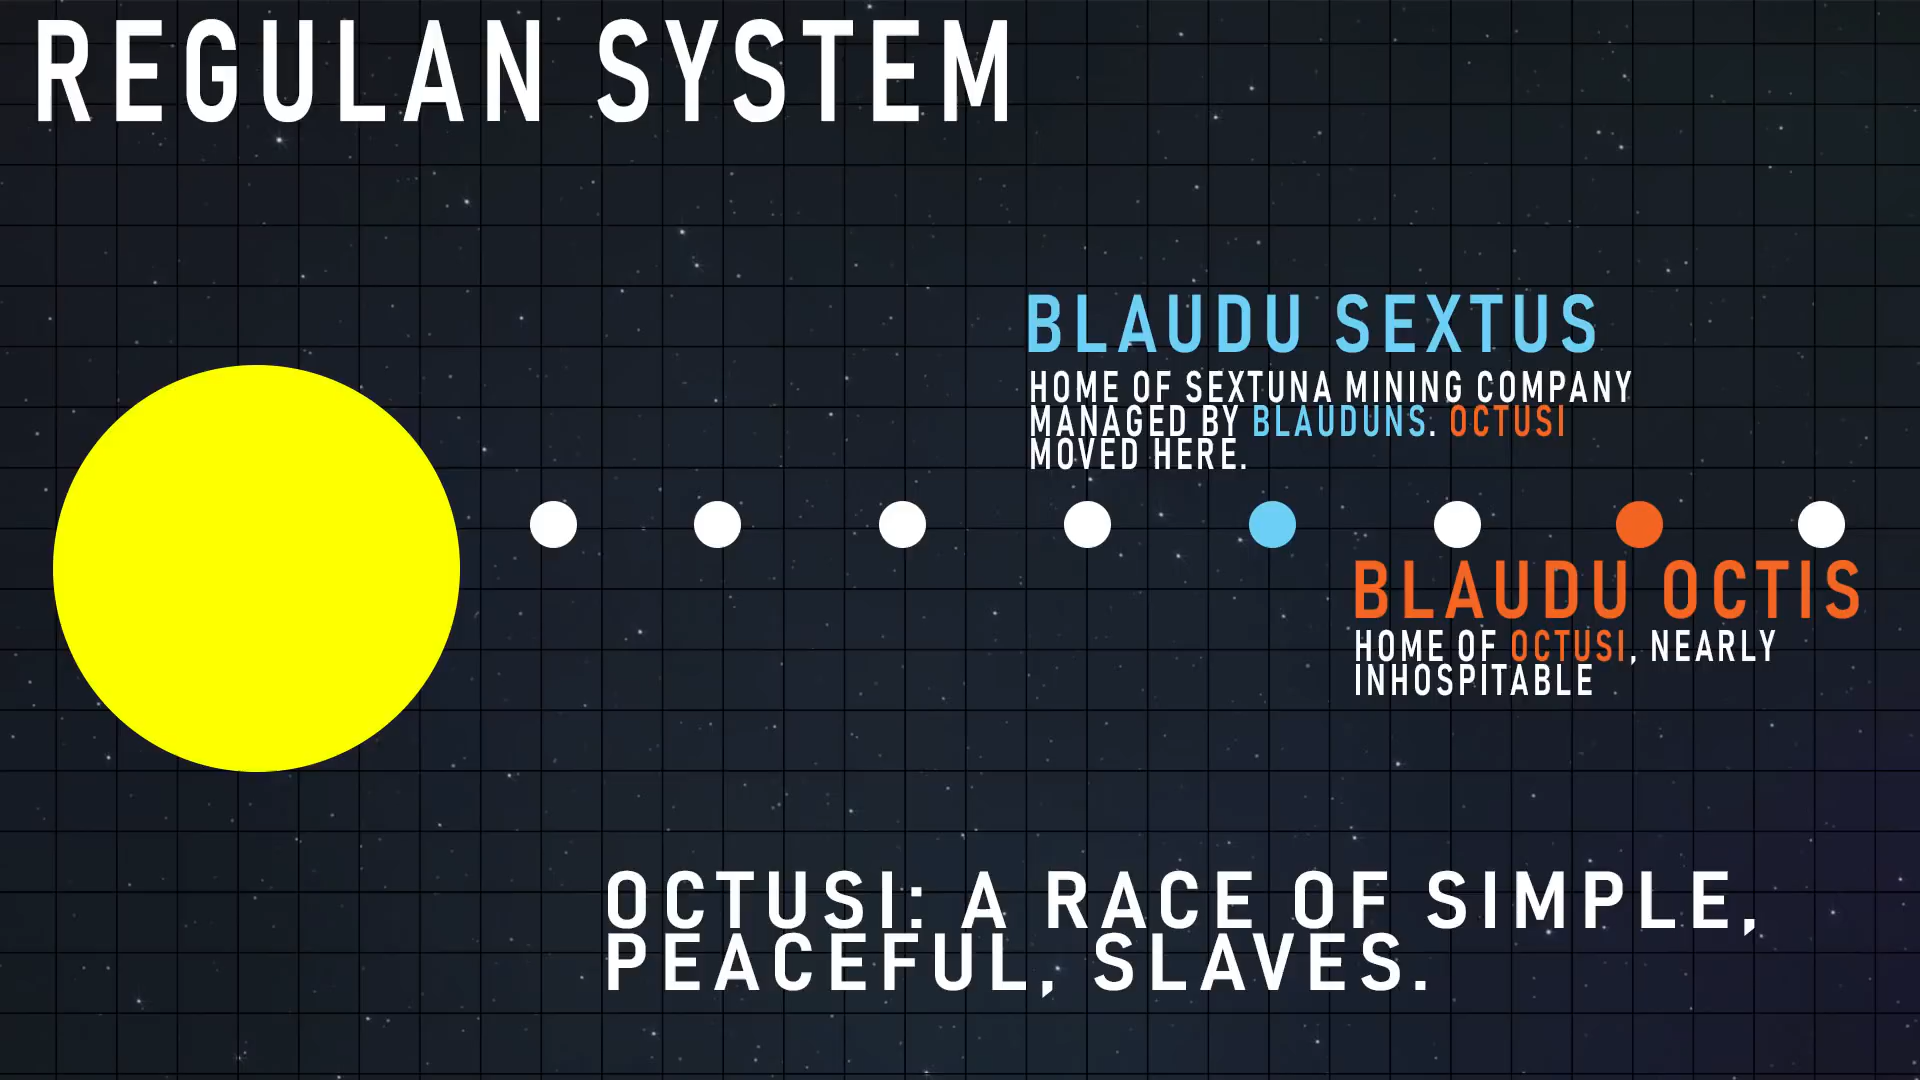 REGULAN SYSTEM
BLAUDU SEXTUS
HOME OF SEXTUNA MINING COMPANY
MANAGED BY BLAUDUNS. OCTUSI
MOVED HERE.
BLAUDU OCTIS
HOME OF OCTUSI, NEARLY
INHOSPITABLE
OCTUSI: A RACE OF SIMPLE,
PEACEFUL, SLAVES.